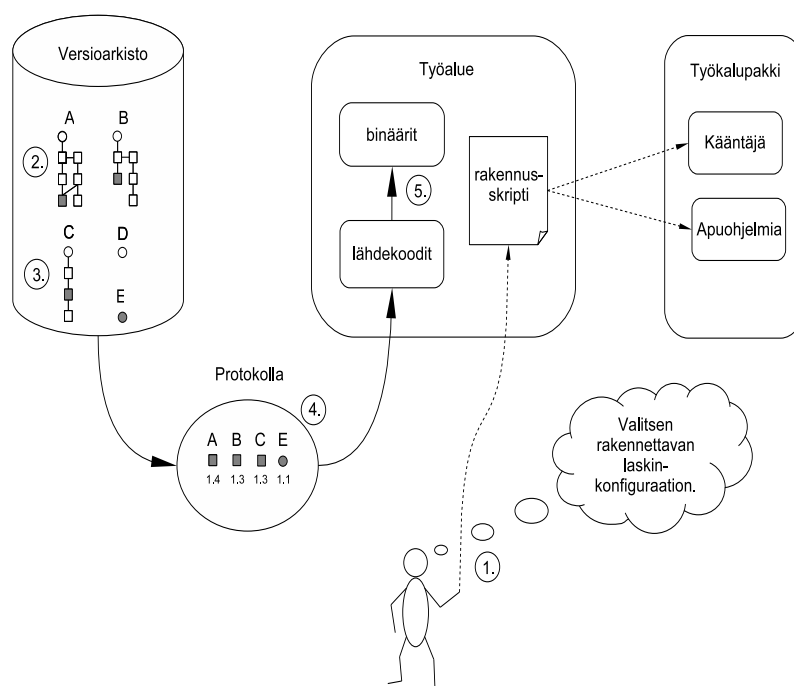 Versioarkisto
A
B
2.
C
D
3.
E
Työalue
binäärit
5.
lähdekoodit
rakennus-
skripti
Työkalupakki
Kääntäjä
Apuohjelmia
Protokolla
4.
A B C E
1.4 1.3 1.3 1.1
Valitsen
rakennettavan
laskin-
konfiguraation.
1.